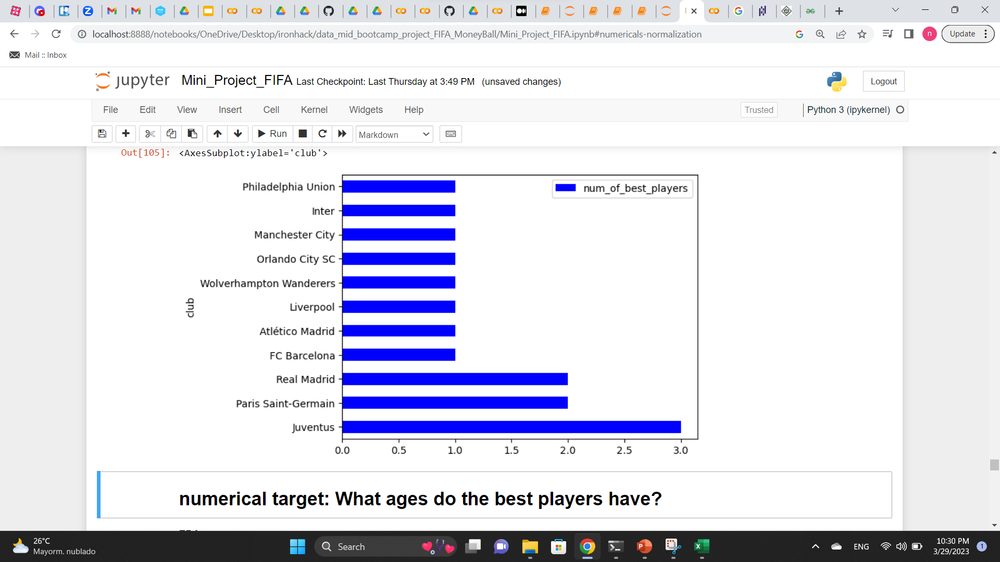 n
Update
localhost:8888/notebooks/OneDrive/Desktop/ironhack/data_mid_bootcamp_project_FIFA_MoneyBall/Mini_Project_FIFA.ipynb#numericals-normalization
Mail :: Inbox
jupyter Mini_Project_FIFA Last Checkpoint: Last Thursday at 3:49 PM (unsaved changes)
Logout
File Edit View Insert Cell Kernel Widgets Help
Trusted
Python 3 (ipykernel)
Run
Markdown
Out[105]: <AxesSubplot:ylabel='club'>
num_of_best_players
Philadelphia Union
Inter
Manchester City
Orlando City SC
Wolverhampton Wanderers
Liverpool
Atlético Madrid
FC Barcelona
Real Madrid
Paris Saint-Germain
Juventus
club
0.0 0.5 1.0 1.5 2.0 2.5 3.0
numerical target: What ages do the best players have?
26°C
Mayorm. nublado
Search
ENG
10:30 PM
3/29/2023
1